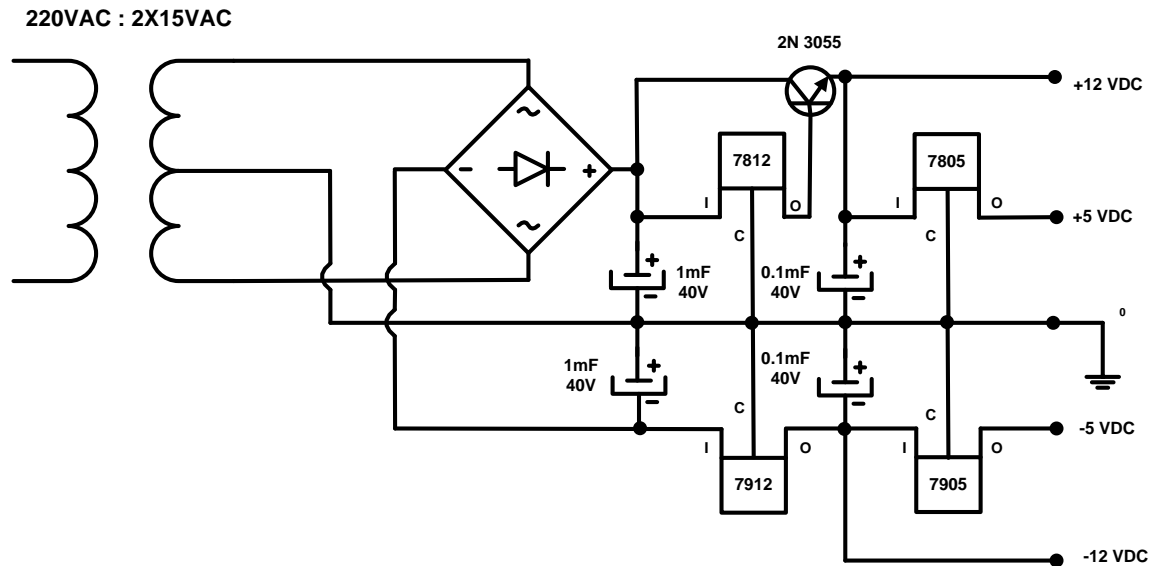 220VAC : 2X15VAC
2N 3055
+12 VDC
7812
7805
I
O
I
O
+5 VDC
C
C
~
-
+
~
+
1mF
40V
-
+
0.1mF
40V
-
0
+
1mF
40V
-
+
0.1mF
40V
-
C
C
-5 VDC
I
O
I
O
7912
7905
-12 VDC